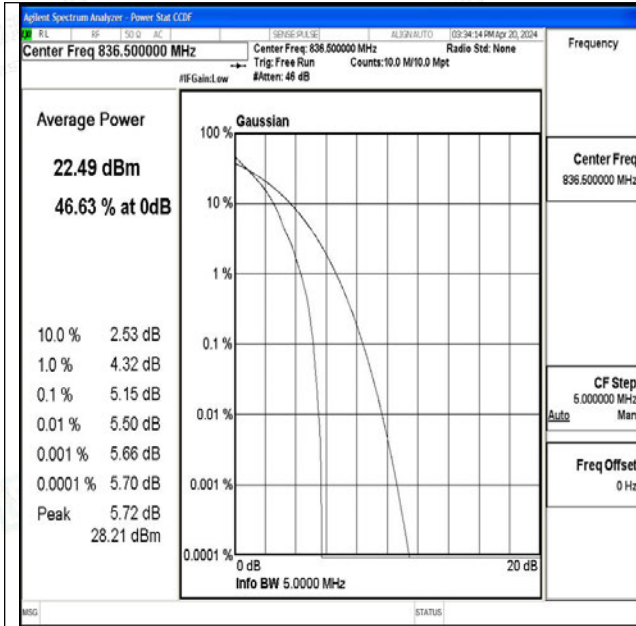 Agilent Spectrum Analyzer - Power Stat CCDF
RL RF 50 Ω AC SENSE:PULSE ALIGNAUTO 03:34:14 PM Apr 20, 2024
Center Freq 836.500000 MHz
Center Freq: 836.500000 MHz Radio Std: None
Trig: Free Run Counts:10.0 M/10.0 Mpt
#IFGain:Low #Atten: 46 dB
Frequency
Average Power
22.49 dBm
46.63 % at 0dB
10.0 % 2.53 dB
1.0 % 4.32 dB
0.1 % 5.15 dB
0.01 % 5.50 dB
0.001 % 5.66 dB
0.0001 % 5.70 dB
Peak 5.72 dB
28.21 dBm
Gaussian
100 %
10 %
1 %
0.1 %
0.01 %
0.001 %
0.0001 %
0 dB 20 dB
Info BW 5.0000 MHz
Center Freq
836.500000 MHz
CF Step
5.000000 MHz
Auto Man
Freq Offset
0 Hz
MSG STATUS